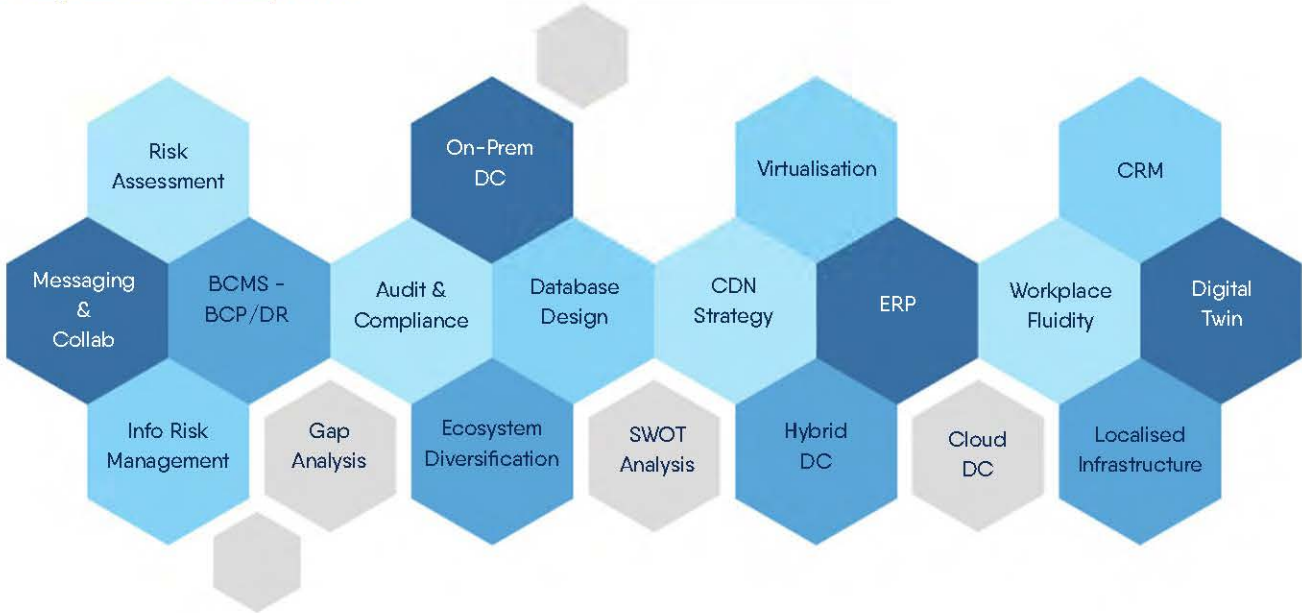 Risk
Assessment
On-Prem
DC
Virtualisation
CRM
Messaging
&
Collab
BCMS -
BCP/DR
Audit &
Compliance
Database
Design
CDN
Strategy
ERP
Workplace
Fluidity
Digital
Twin
Info Risk
Management
Gap
Analysis
Ecosystem
Diversification
SWOT
Analysis
Hybrid
DC
Cloud
DC
Localised
Infrastructure